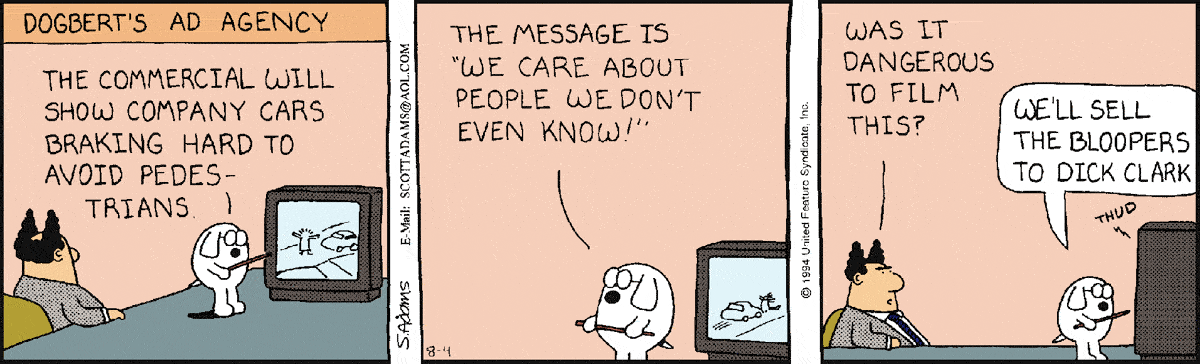 DOGBERT'S AD AGENCY
THE COMMERCIAL WILL
SHOW COMPANY CARS
BRAKING HARD TO
AVOID PEDES-
TRIANS.
S.ADAMS E-Mail: SCOTTADAMS@AOL.COM
THE MESSAGE IS
"WE CARE ABOUT
PEOPLE WE DON'T
EVEN KNOW!"
8-4
© 1994 United Feature Syndicate, Inc.
WAS IT
DANGEROUS
TO FILM
THIS?
WE'LL SELL
THE BLOOPERS
TO DICK CLARK
THUD